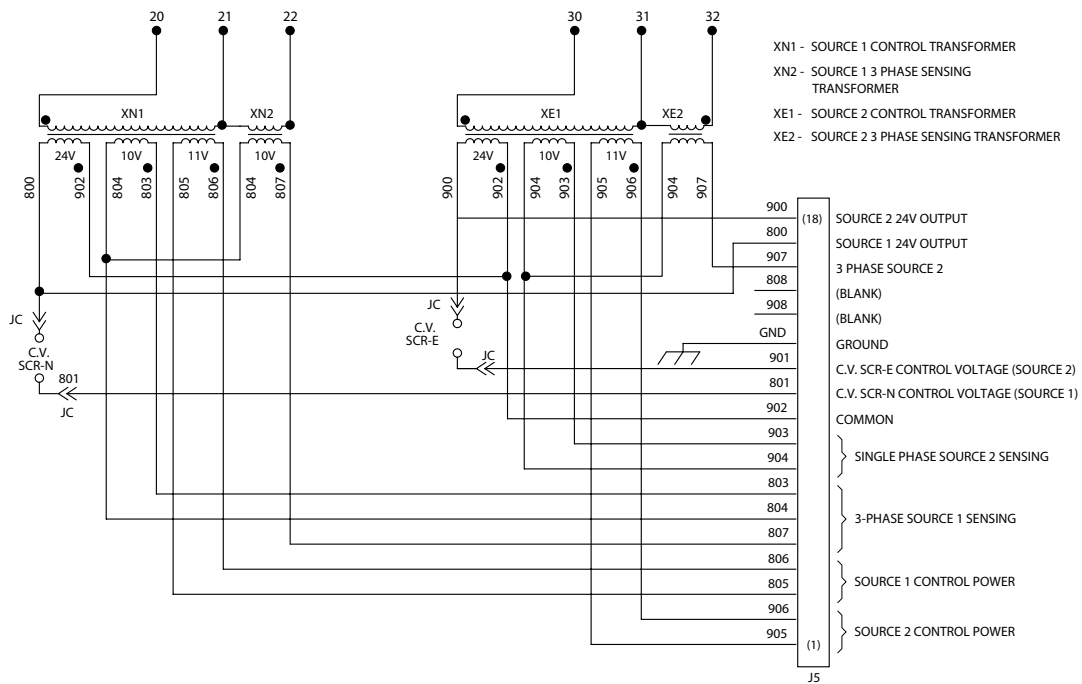 20 21 22 30 31 32
XN1 - SOURCE 1 CONTROL TRANSFORMER
XN2 - SOURCE 1 3 PHASE SENSING
TRANSFORMER
XE1 - SOURCE 2 CONTROL TRANSFORMER
XE2 - SOURCE 2 3 PHASE SENSING TRANSFORMER
XN1 XN2 XE1 XE2
24V 10V 11V 10V 24V 10V 11V
800 902 804 803 805 806 804 807 900 902 904 903 905 906 904 907
900 (18) SOURCE 2 24V OUTPUT
800 SOURCE 1 24V OUTPUT
907 3 PHASE SOURCE 2
808 (BLANK)
908 (BLANK)
GND GROUND
901 C.V. SCR-E CONTROL VOLTAGE (SOURCE 2)
801 C.V. SCR-N CONTROL VOLTAGE (SOURCE 1)
902 COMMON
903
904 SINGLE PHASE SOURCE 2 SENSING
803
804 3-PHASE SOURCE 1 SENSING
807
806
805 SOURCE 1 CONTROL POWER
906
905 (1) SOURCE 2 CONTROL POWER
J5
JC
C.V.
SCR-N
801
JC
JC
C.V.
SCR-E
JC